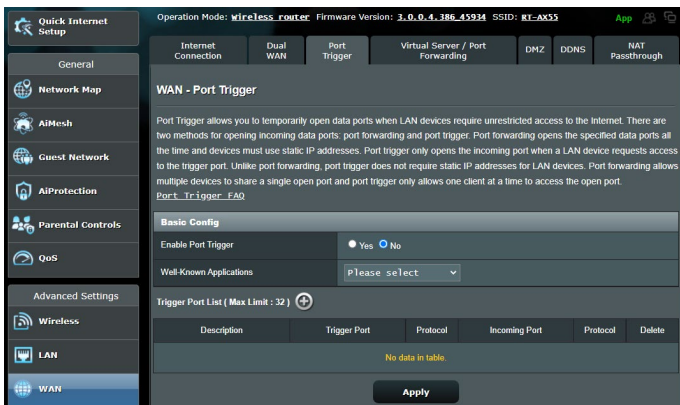 Quick Internet
Setup
Operation Mode: Wireless router Firmware Version: 3.0.0.4.386_45934 SSID: RT-AX55
App
Internet
Connection
Dual
WAN
Port
Trigger
Virtual Server / Port
Forwarding
DMZ
DDNS
NAT
Passthrough
General
Network Map
AiMesh
Guest Network
AiProtection
Parental Controls
QoS
Advanced Settings
Wireless
LAN
WAN
WAN - Port Trigger
Port Trigger allows you to temporarily open data ports when LAN devices require unrestricted access to the Internet. There are
two methods for opening incoming data ports: port forwarding and port trigger. Port forwarding opens the specified data ports all
the time and devices must use static IP addresses. Port trigger only opens the incoming port when a LAN device requests access
to the trigger port. Unlike port forwarding, port trigger does not require static IP addresses for LAN devices. Port forwarding allows
multiple devices to share a single open port and port trigger only allows one client at a time to access the open port.
Port Trigger FAQ
Basic Config
Enable Port Trigger
Yes No
Well-Known Applications
Please select
Trigger Port List ( Max Limit : 32 )
Description Trigger Port Protocol Incoming Port Protocol Delete
No data in table.
Apply